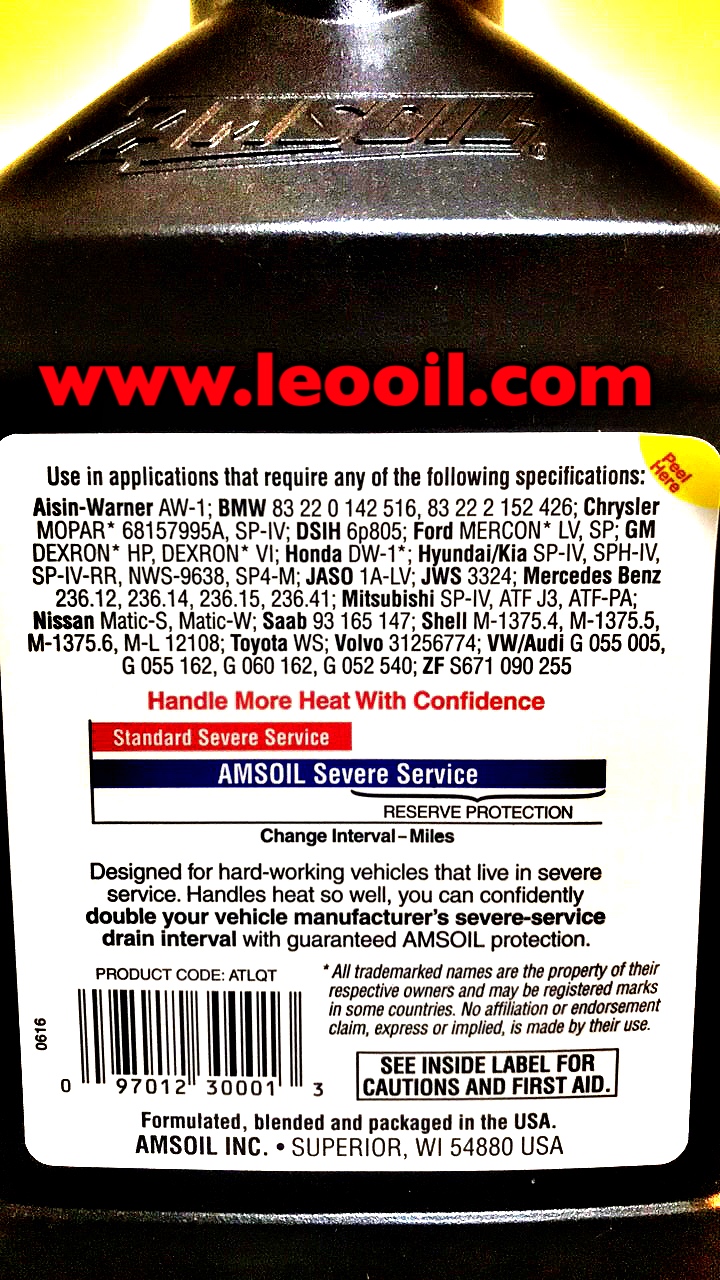 AMSOIL®
www.leooil.com
Peel
Here
Use in applications that require any of the following specifications:
Aisin-Warner AW-1; BMW 83 22 0 142 516, 83 22 2 152 426; Chrysler
MOPAR* 68157995A, SP-IV; DSIH 6p805; Ford MERCON* LV, SP; GM
DEXRON* HP, DEXRON* VI; Honda DW-1*; Hyundai/Kia SP-IV, SPH-IV,
SP-IV-RR, NWS-9638, SP4-M; JASO 1A-LV; JWS 3324; Mercedes Benz
236.12, 236.14, 236.15, 236.41; Mitsubishi SP-IV, ATF J3, ATF-PA;
Nissan Matic-S, Matic-W; Saab 93 165 147; Shell M-1375.4, M-1375.5,
M-1375.6, M-L 12108; Toyota WS; Volvo 31256774; VW/Audi G 055 005,
G 055 162, G 060 162, G 052 540; ZF S671 090 255
Handle More Heat With Confidence
Standard Severe Service
AMSOIL Severe Service
RESERVE PROTECTION
Change Interval–Miles
Designed for hard-working vehicles that live in severe
service. Handles heat so well, you can confidently
double your vehicle manufacturer's severe-service
drain interval with guaranteed AMSOIL protection.
PRODUCT CODE: ATLQT
0616
0 97012 30001 3
*All trademarked names are the property of their
respective owners and may be registered marks
in some countries. No affiliation or endorsement
claim, express or implied, is made by their use.
SEE INSIDE LABEL FOR
CAUTIONS AND FIRST AID.
Formulated, blended and packaged in the USA.
AMSOIL INC. • SUPERIOR, WI 54880 USA